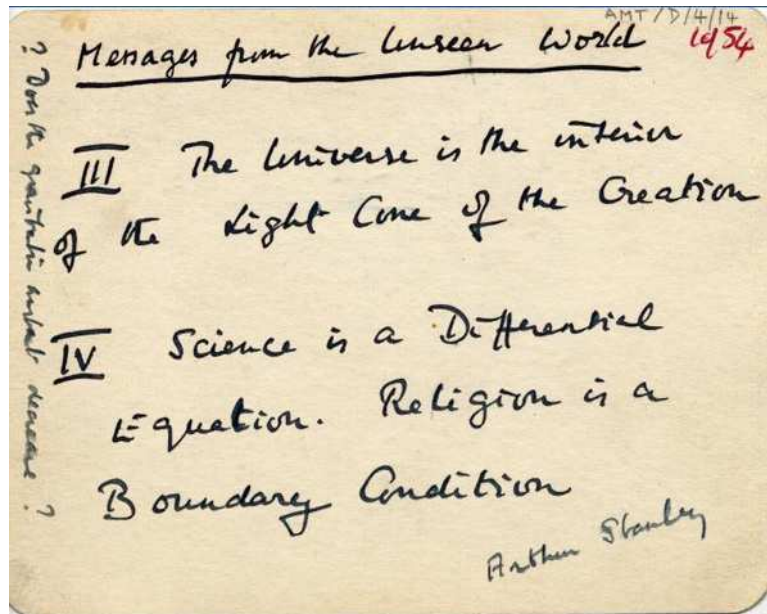 AMT/D/4/14
Messages from the Unseen World
1954
III The Universe is the interior
of the Light Cone of the Creation
IV Science is a Differential
Equation. Religion is a
Boundary Condition
Arthur Stanley
? Does the gravitation constant decrease ?